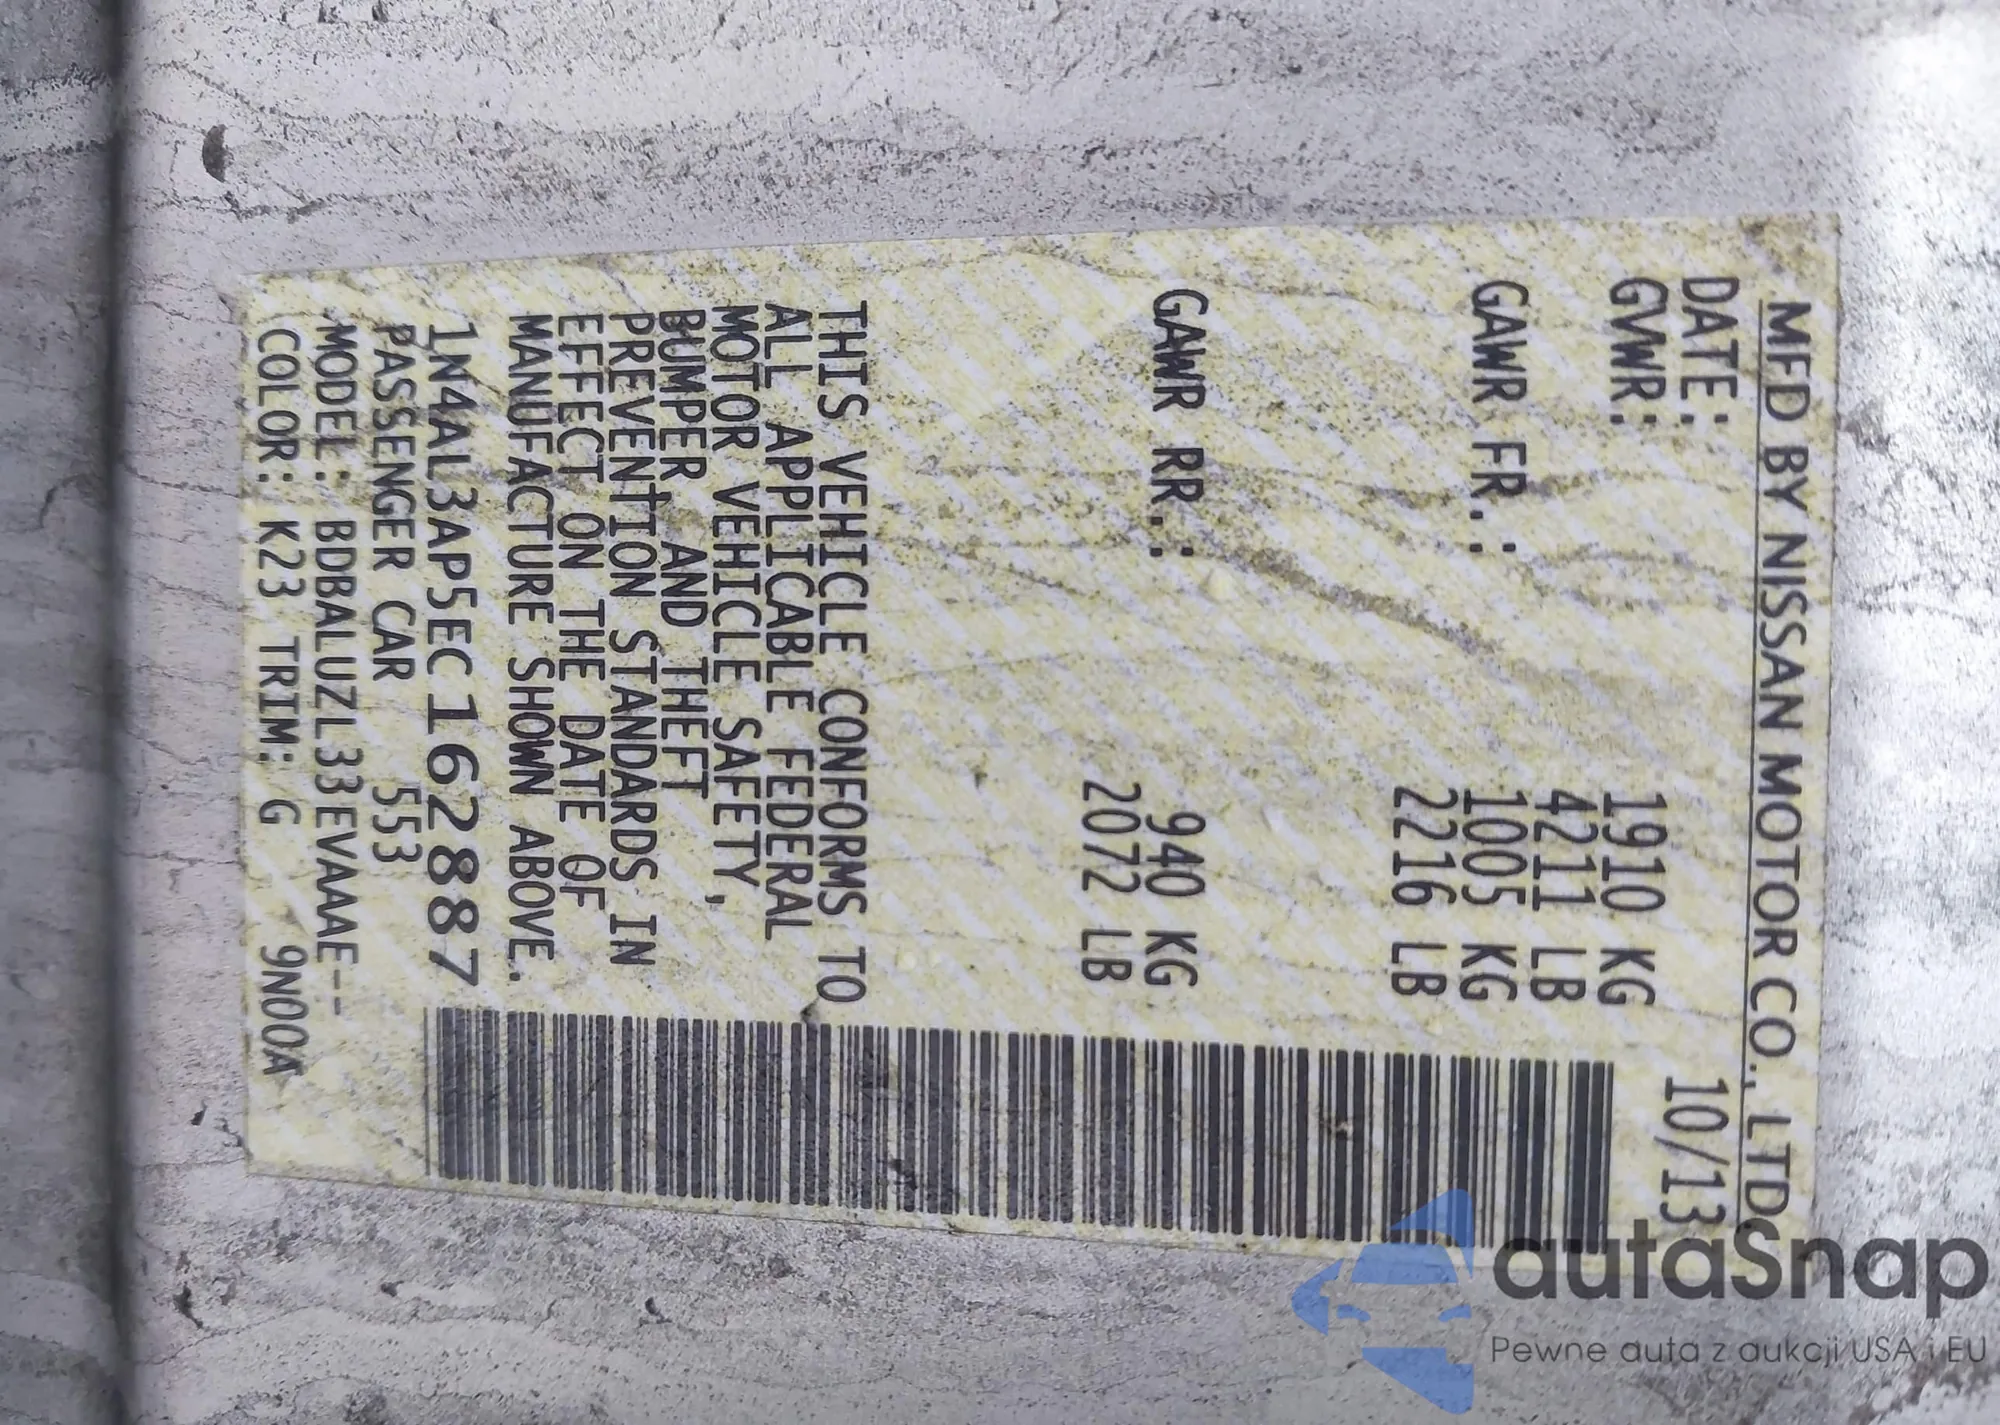 MFD BY NISSAN MOTOR CO., LTD.
DATE: 10/13
GVWR: 1910 KG
4211 LB
GAWR FR.: 1005 KG
2216 LB
GAWR RR.: 940 KG
2072 LB
THIS VEHICLE CONFORMS TO
ALL APPLICABLE FEDERAL
MOTOR VEHICLE SAFETY,
BUMPER AND THEFT
PREVENTION STANDARDS IN
EFFECT ON THE DATE OF
MANUFACTURE SHOWN ABOVE.
1N4AL3AP5EC162887
PASSENGER CAR 553
MODEL: BDBALUZL33EVAAAE--
COLOR: K23 TRIM: G 9N00A
autaSnap
Pewne auta z aukcji USA i EU